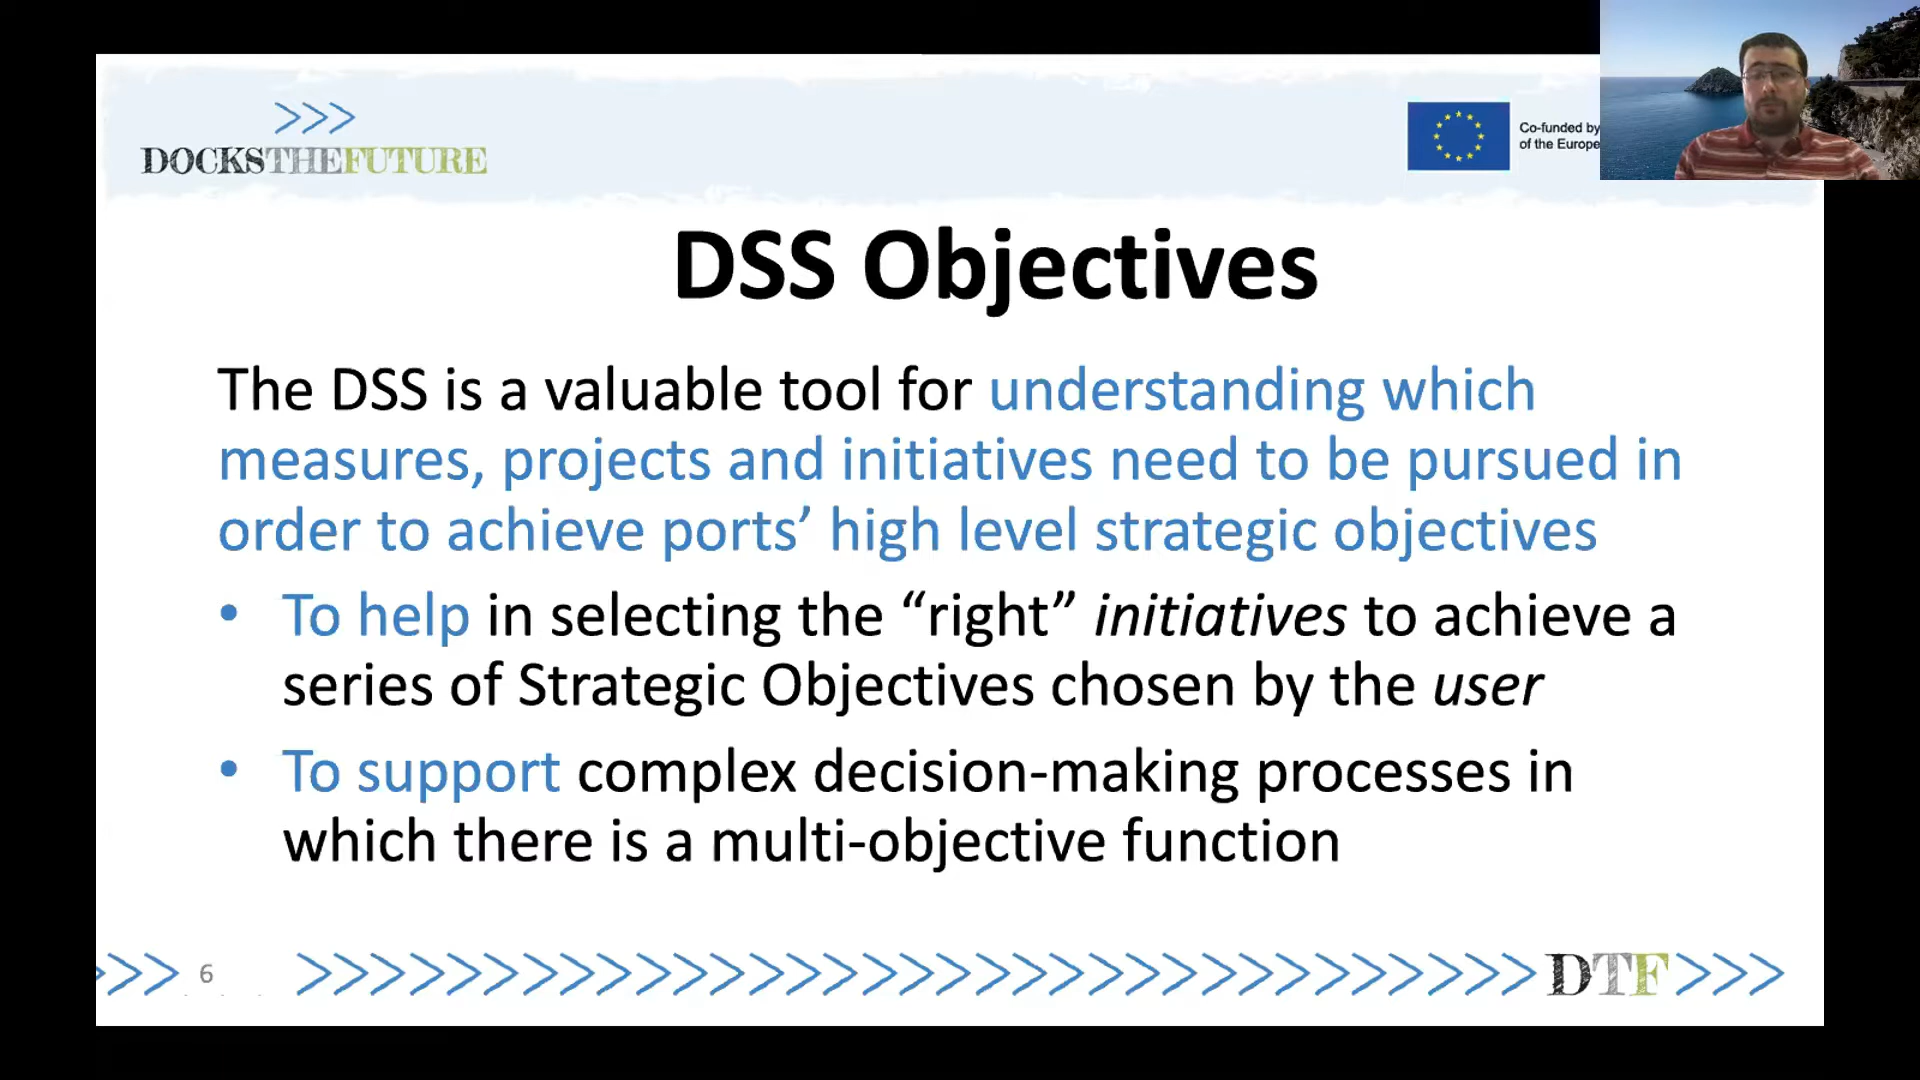 DOCKSTHEFUTURE
Co-funded by
of the Europe
DSS Objectives
The DSS is a valuable tool for understanding which
measures, projects and initiatives need to be pursued in
order to achieve ports’ high level strategic objectives
• To help in selecting the “right” initiatives to achieve a
series of Strategic Objectives chosen by the user
• To support complex decision-making processes in
which there is a multi-objective function
6
DTF